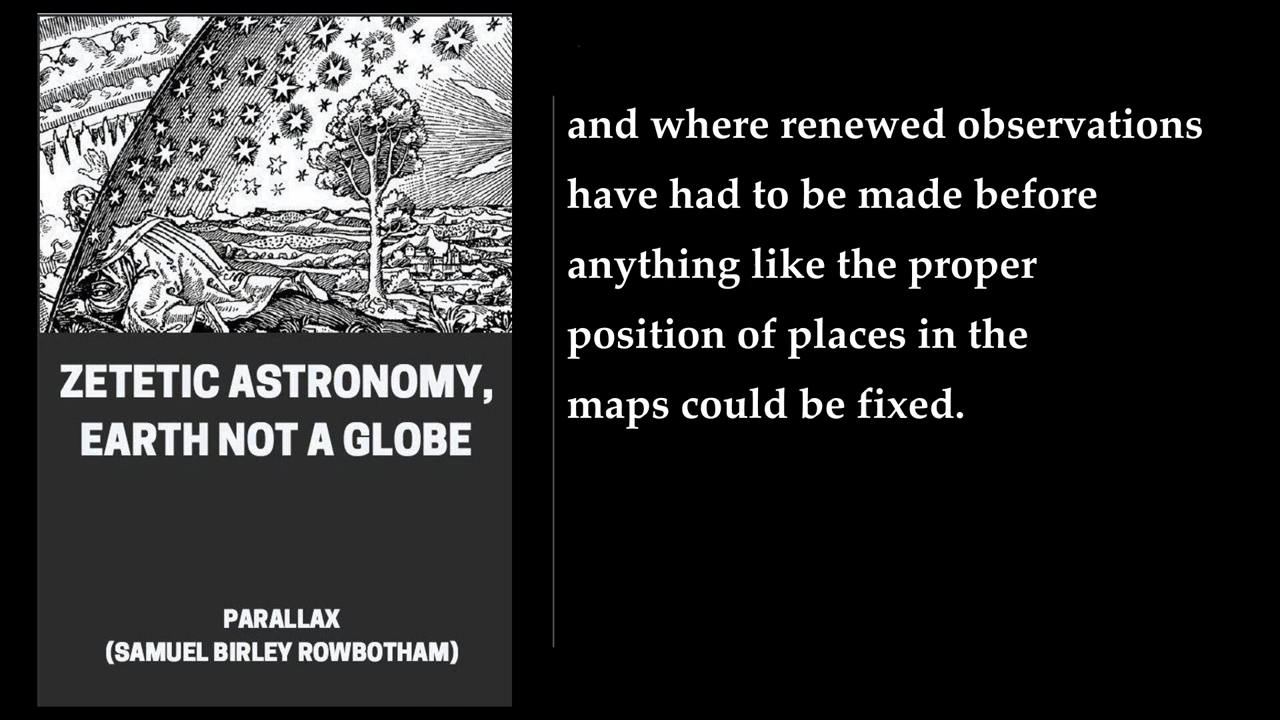 ZETETIC ASTRONOMY,
EARTH NOT A GLOBE
PARALLAX
(SAMUEL BIRLEY ROWBOTHAM)
and where renewed observations
have had to be made before
anything like the proper
position of places in the
maps could be fixed.